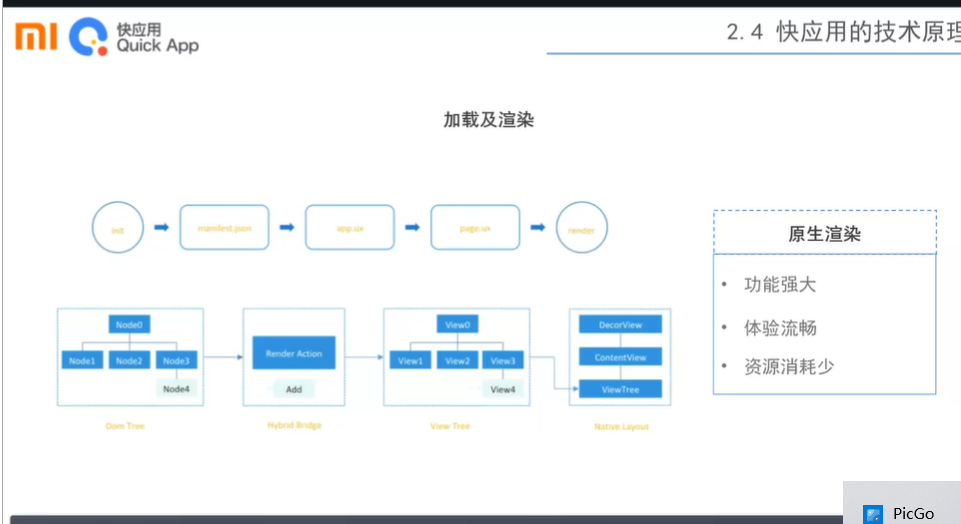 mi 快应用
Quick App
2.4 快应用的技术原理
加载及渲染
init
manifest.json
app.ux
page.ux
render
原生渲染
• 功能强大
• 体验流畅
• 资源消耗少
Node0
Node1 Node2 Node3
Node4
Dom Tree
Render Action
Add
Hybrid Bridge
View0
View1 View2 View3
View4
View Tree
DecorView
ContentView
ViewTree
Native Layout
PicGo